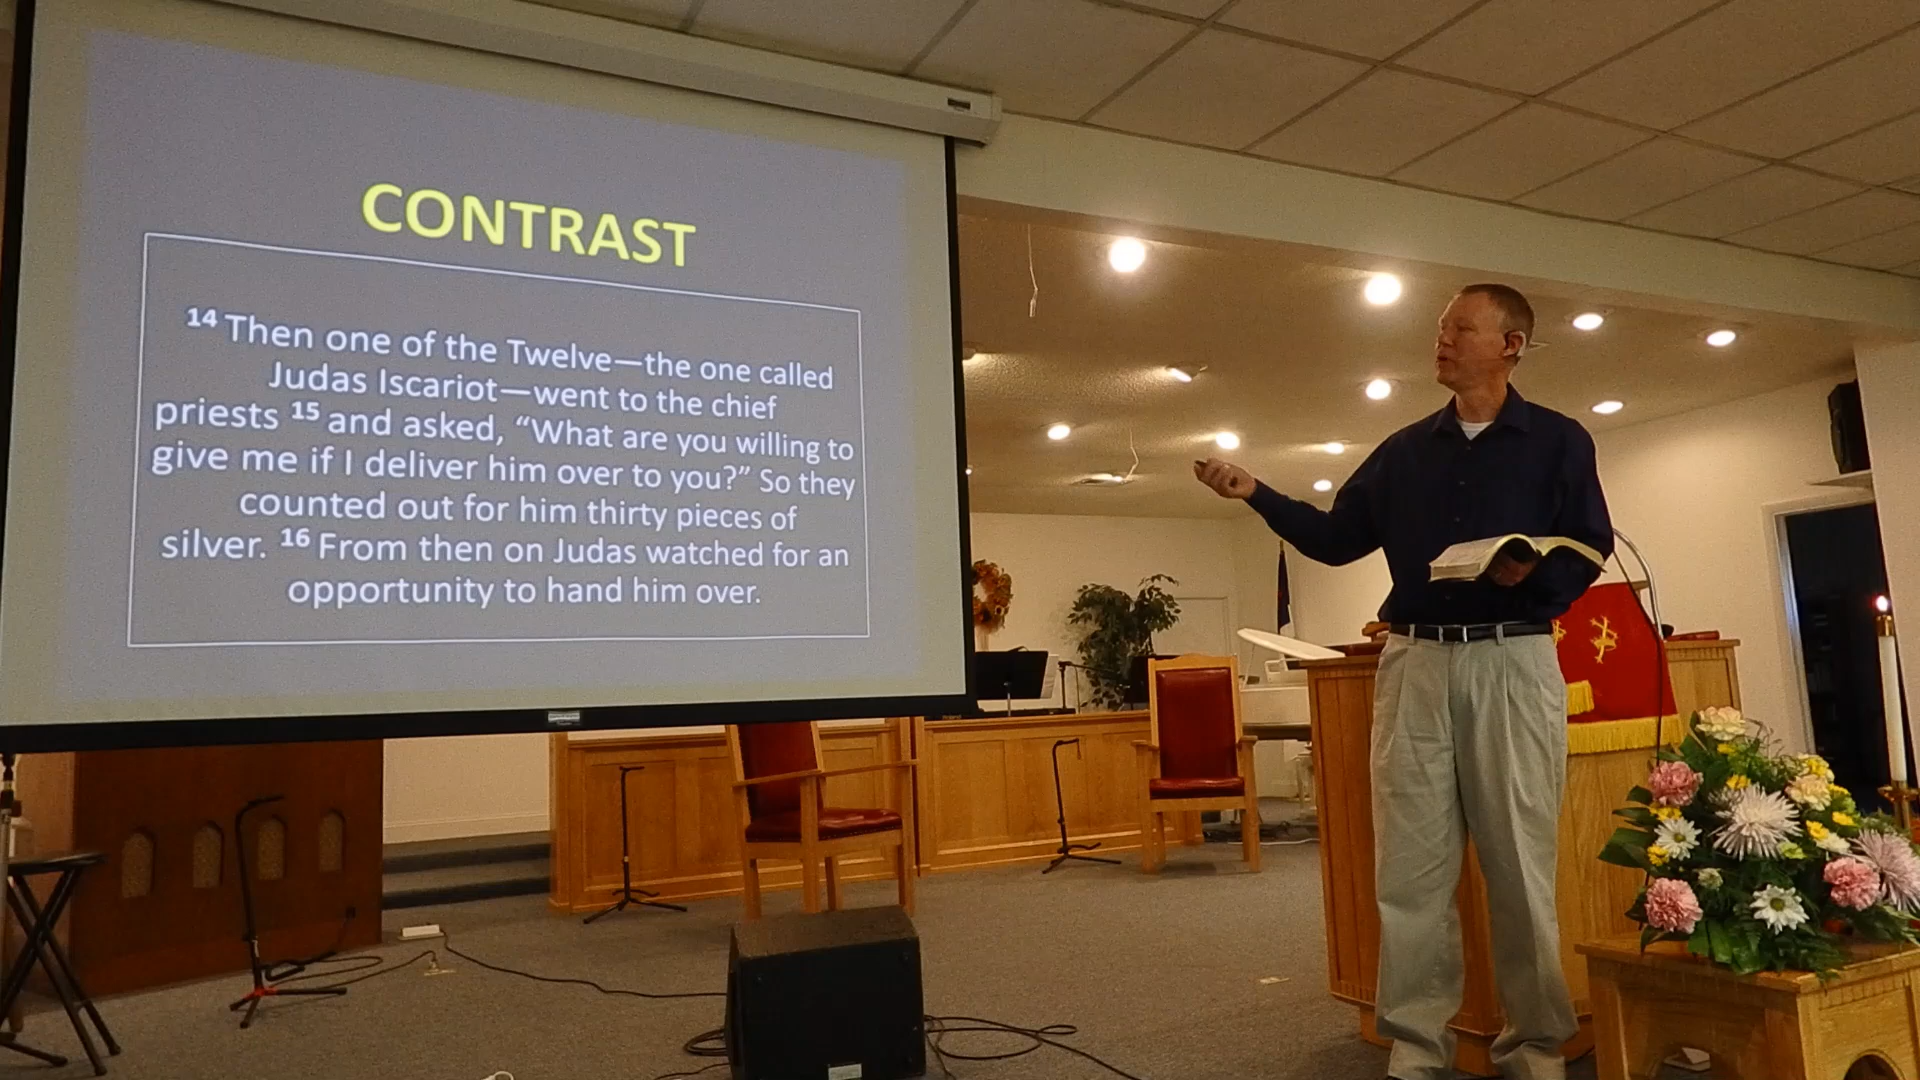 CONTRAST
14 Then one of the Twelve—the one called
Judas Iscariot—went to the chief
priests 15 and asked, “What are you willing to
give me if I deliver him over to you?” So they
counted out for him thirty pieces of
silver. 16 From then on Judas watched for an
opportunity to hand him over.